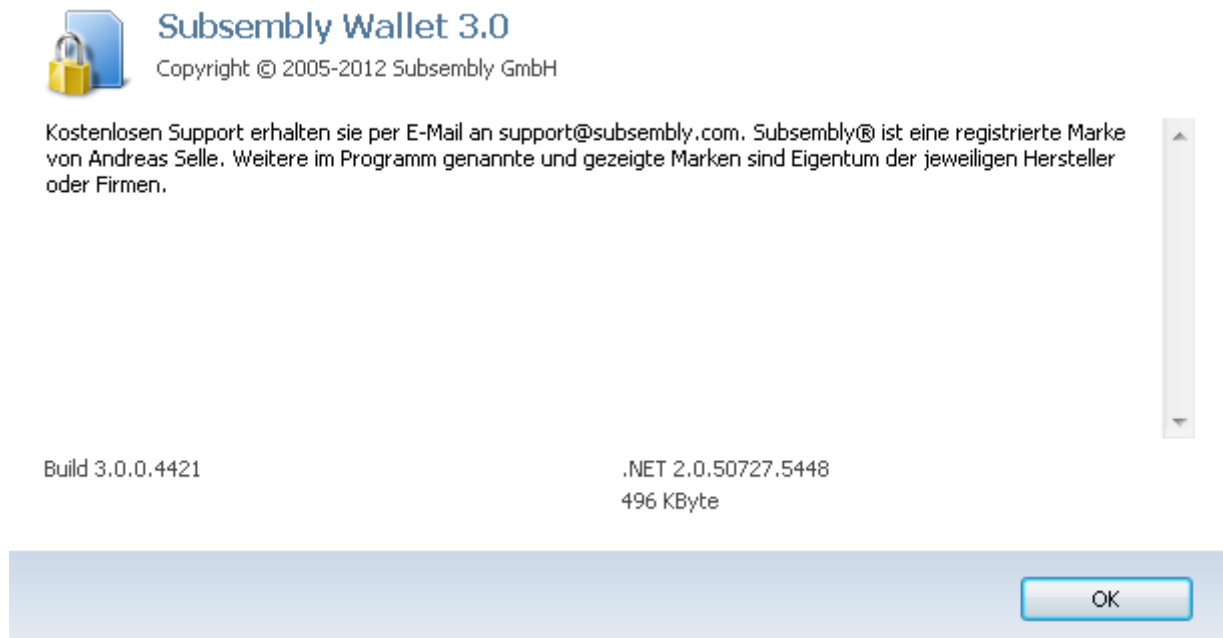 Subsembly Wallet 3.0
Copyright © 2005-2012 Subsembly GmbH
Kostenlosen Support erhalten sie per E-Mail an support@subsembly.com. Subsembly® ist eine registrierte Marke
von Andreas Selle. Weitere im Programm genannte und gezeigte Marken sind Eigentum der jeweiligen Hersteller
oder Firmen.
Build 3.0.0.4421
.NET 2.0.50727.5448
496 KByte
OK